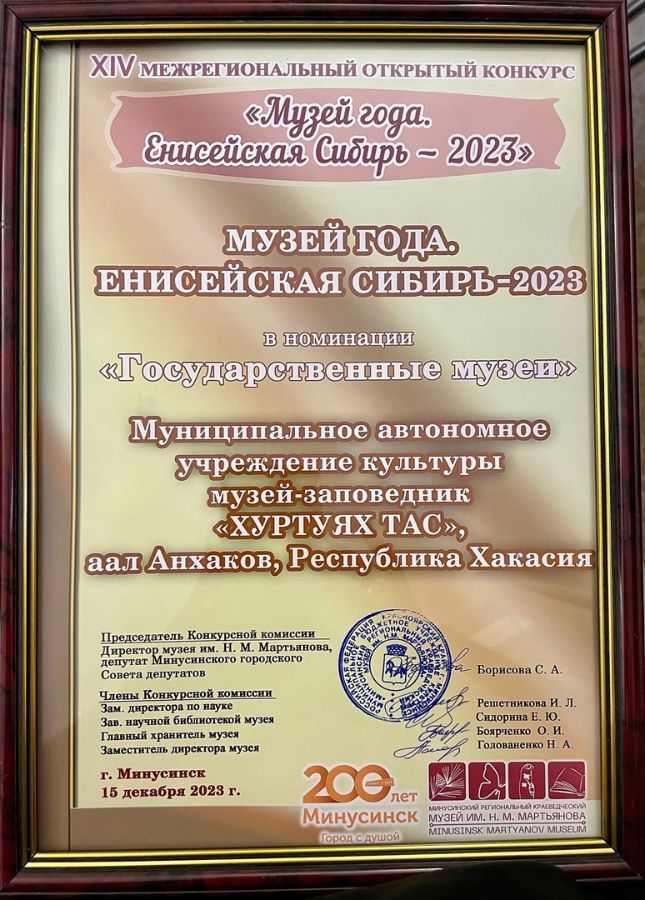 XIV МЕЖРЕГИОНАЛЬНЫЙ ОТКРЫТЫЙ КОНКУРС
«Музей года.
Енисейская Сибирь – 2023»
МУЗЕЙ ГОДА.
ЕНИСЕЙСКАЯ СИБИРЬ-2023
в номинации
«Государственные музеи»
Муниципальное автономное
учреждение культуры
музей-заповедник
«ХУРТУЯХ ТАС»,
аал Анхаков, Республика Хакасия
Председатель Конкурсной комиссии
Директор музея им. Н. М. Мартьянова,
депутат Минусинского городского
Совета депутатов
Борисова С. А.
Члены Конкурсной комиссии
Зам. директора по науке
Решетникова И. Л.
Зав. научной библиотекой музея
Сидорина Е. Ю.
Главный хранитель музея
Боярченко О. И.
Заместитель директора музея
Голованенко Н. А.
г. Минусинск
15 декабря 2023 г.
200 лет
Минусинск
Город с душой
МИНУСИНСКИЙ РЕГИОНАЛЬНЫЙ КРАЕВЕДЧЕСКИЙ
МУЗЕЙ ИМ. Н. М. МАРТЬЯНОВА
MINUSINSK MARTYANOV MUSEUM